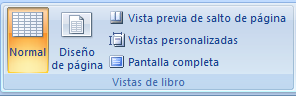 Vista previa de salto de página
Normal
Diseño
de página
Vistas personalizadas
Pantalla completa
Vistas de libro